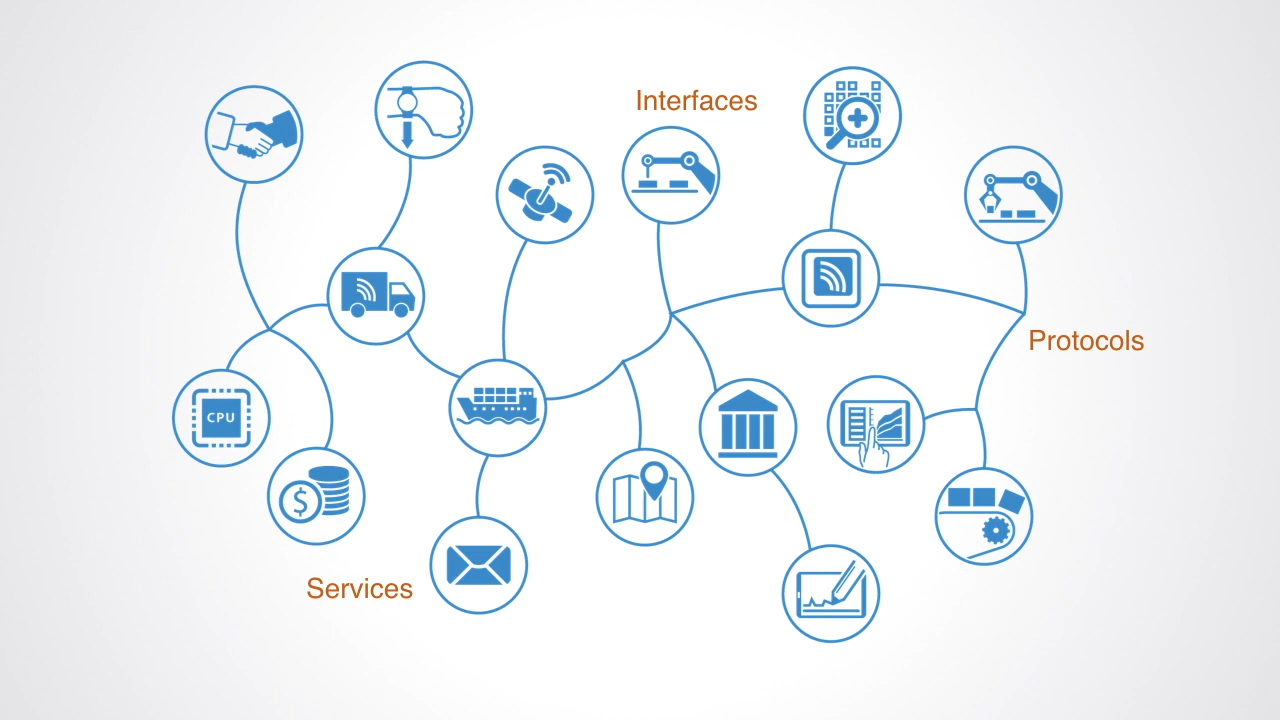 Interfaces
Protocols
CPU
$
Services